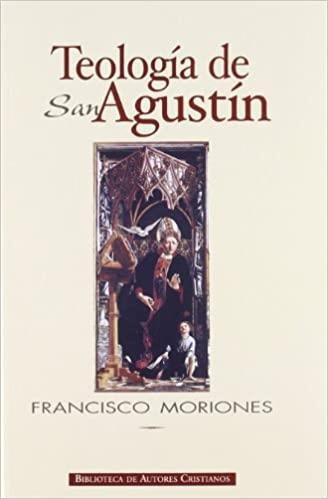 Teología de
San Agustín
FRANCISCO MORIONES
BIBLIOTECA DE AUTORES CRISTIANOS